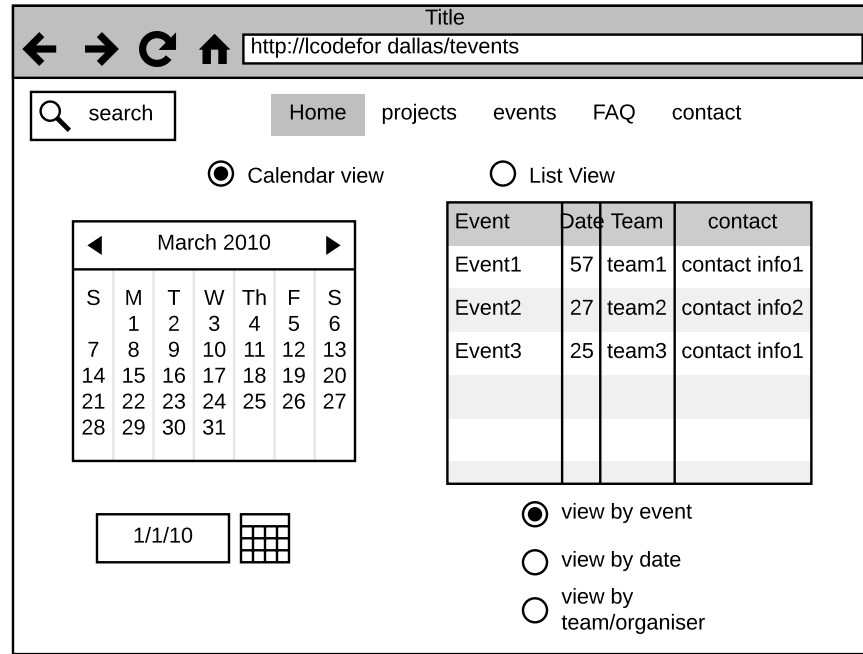 Title
http://lcodefor dallas/tevents
search
Home projects events FAQ contact
Calendar view
List View
March 2010
S M T W Th F S
1 2 3 4 5 6
7 8 9 10 11 12 13
14 15 16 17 18 19 20
21 22 23 24 25 26 27
28 29 30 31
1/1/10
Event Date Team contact
Event1 57 team1 contact info1
Event2 27 team2 contact info2
Event3 25 team3 contact info1
view by event
view by date
view by
team/organiser